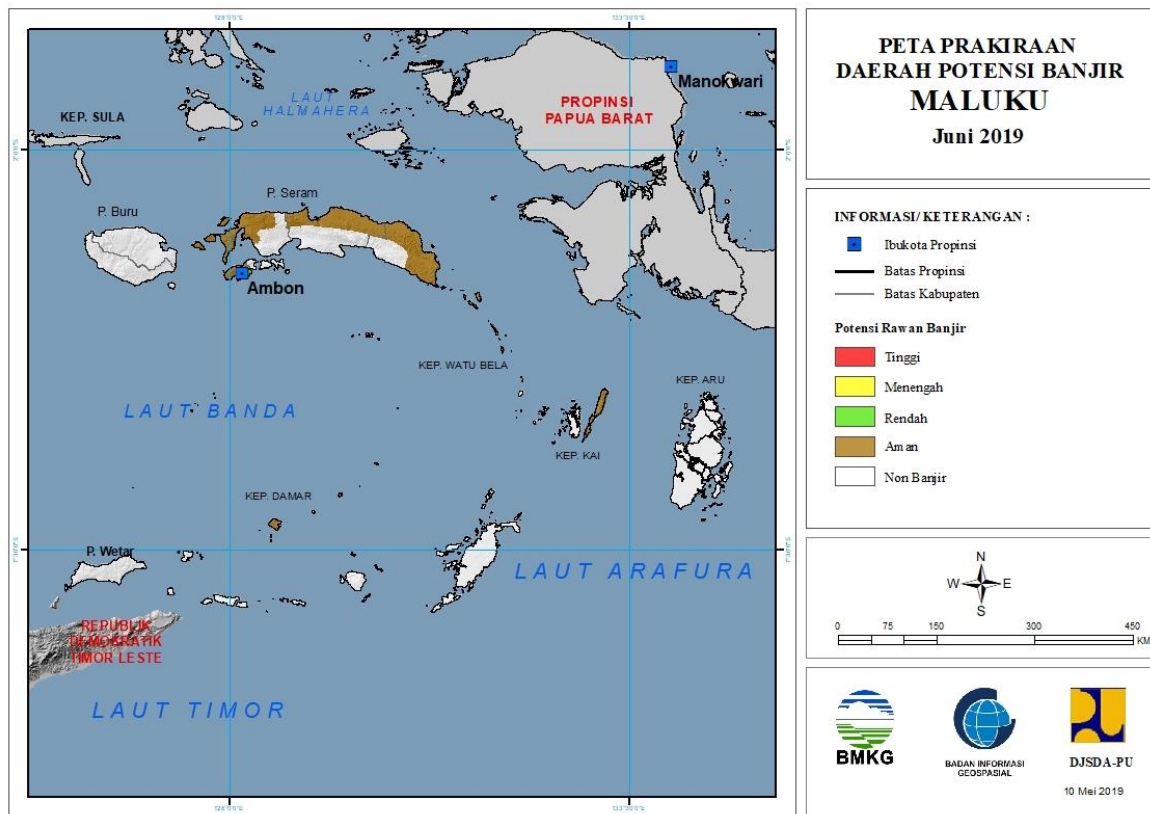 PETA PRAKIRAAN
DAERAH POTENSI BANJIR
MALUKU
Juni 2019
INFORMASI/ KETERANGAN :
Ibukota Propinsi
Batas Propinsi
Batas Kabupaten
Potensi Rawan Banjir
Tinggi
Menengah
Rendah
Aman
Non Banjir
N
W E
S
0 75 150 300 450
KM
BMKG
BADAN INFORMASI
GEOSPASIAL
DJSDA-PU
10 Mei 2019
Manokwari
LAUT
HALMAHERA
PROPINSI
PAPUA BARAT
KEP. SULA
P. Seram
P. Buru
Ambon
KEP. WATU BELA
KEP. ARU
LAUT BANDA
KEP. KAI
KEP. DAMAR
P. Wetar
LAUT ARAFURA
REPUBLIK
DEMOKRATIK
TIMOR LESTE
LAUT TIMOR